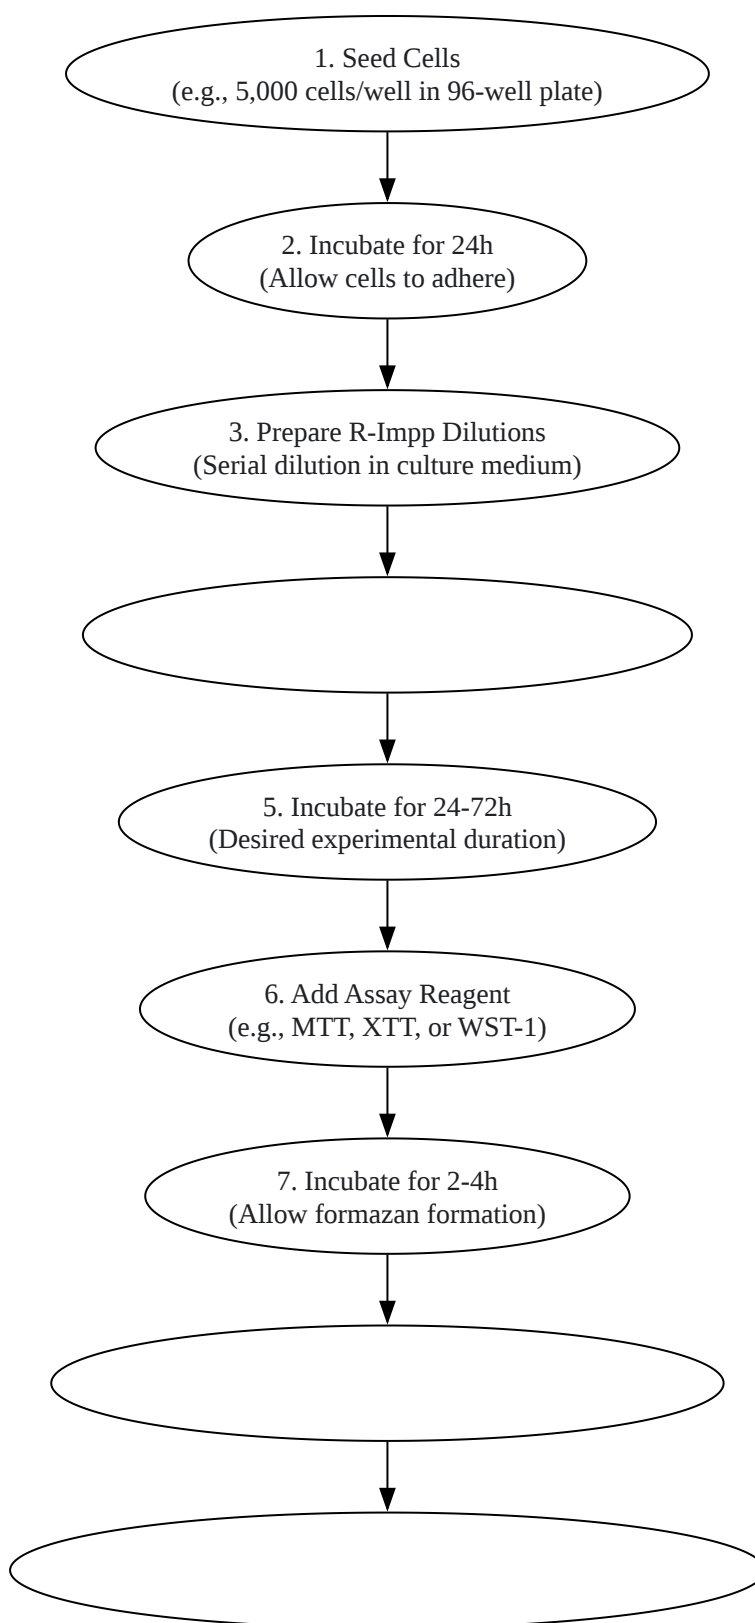 1. Seed Cells
(e.g., 5,000 cells/well in 96-well plate)
2. Incubate for 24h
(Allow cells to adhere)
3. Prepare R-Impp Dilutions
(Serial dilution in culture medium)
5. Incubate for 24-72h
(Desired experimental duration)
6. Add Assay Reagent
(e.g., MTT, XTT, or WST-1)
7. Incubate for 2-4h
(Allow formazan formation)